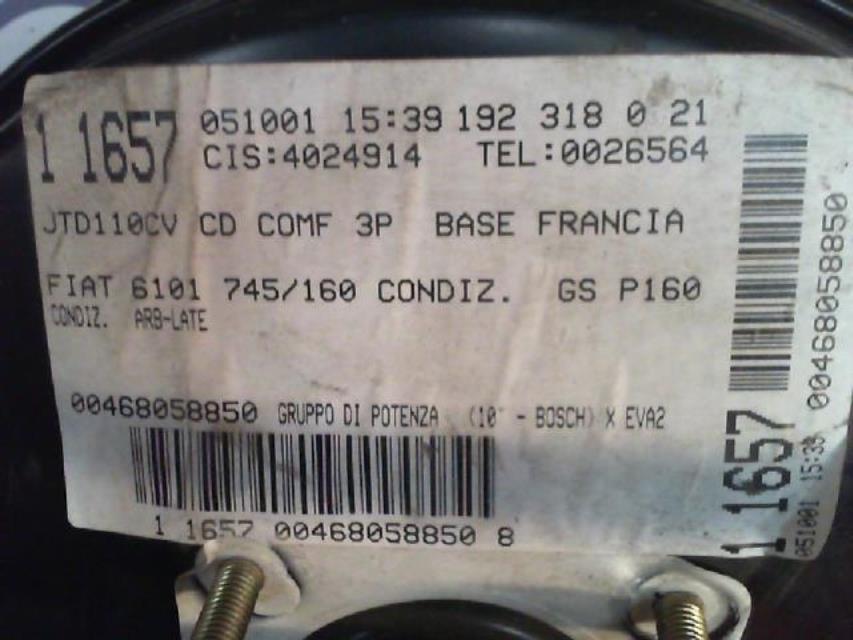 1 1657 051001 15:39 192 318 0 21
CIS:4024914 TEL:0026564
JTD110CV CD COMF 3P BASE FRANCIA
FIAT 6101 745/160 CONDIZ. GS P160
CONDIZ. ARB-LATE
00468058850 GRUPPO DI POTENZA (10" - BOSCH) X EVA2
1 1657 00468058850 8
00468058850
1 1657
051001 15:39